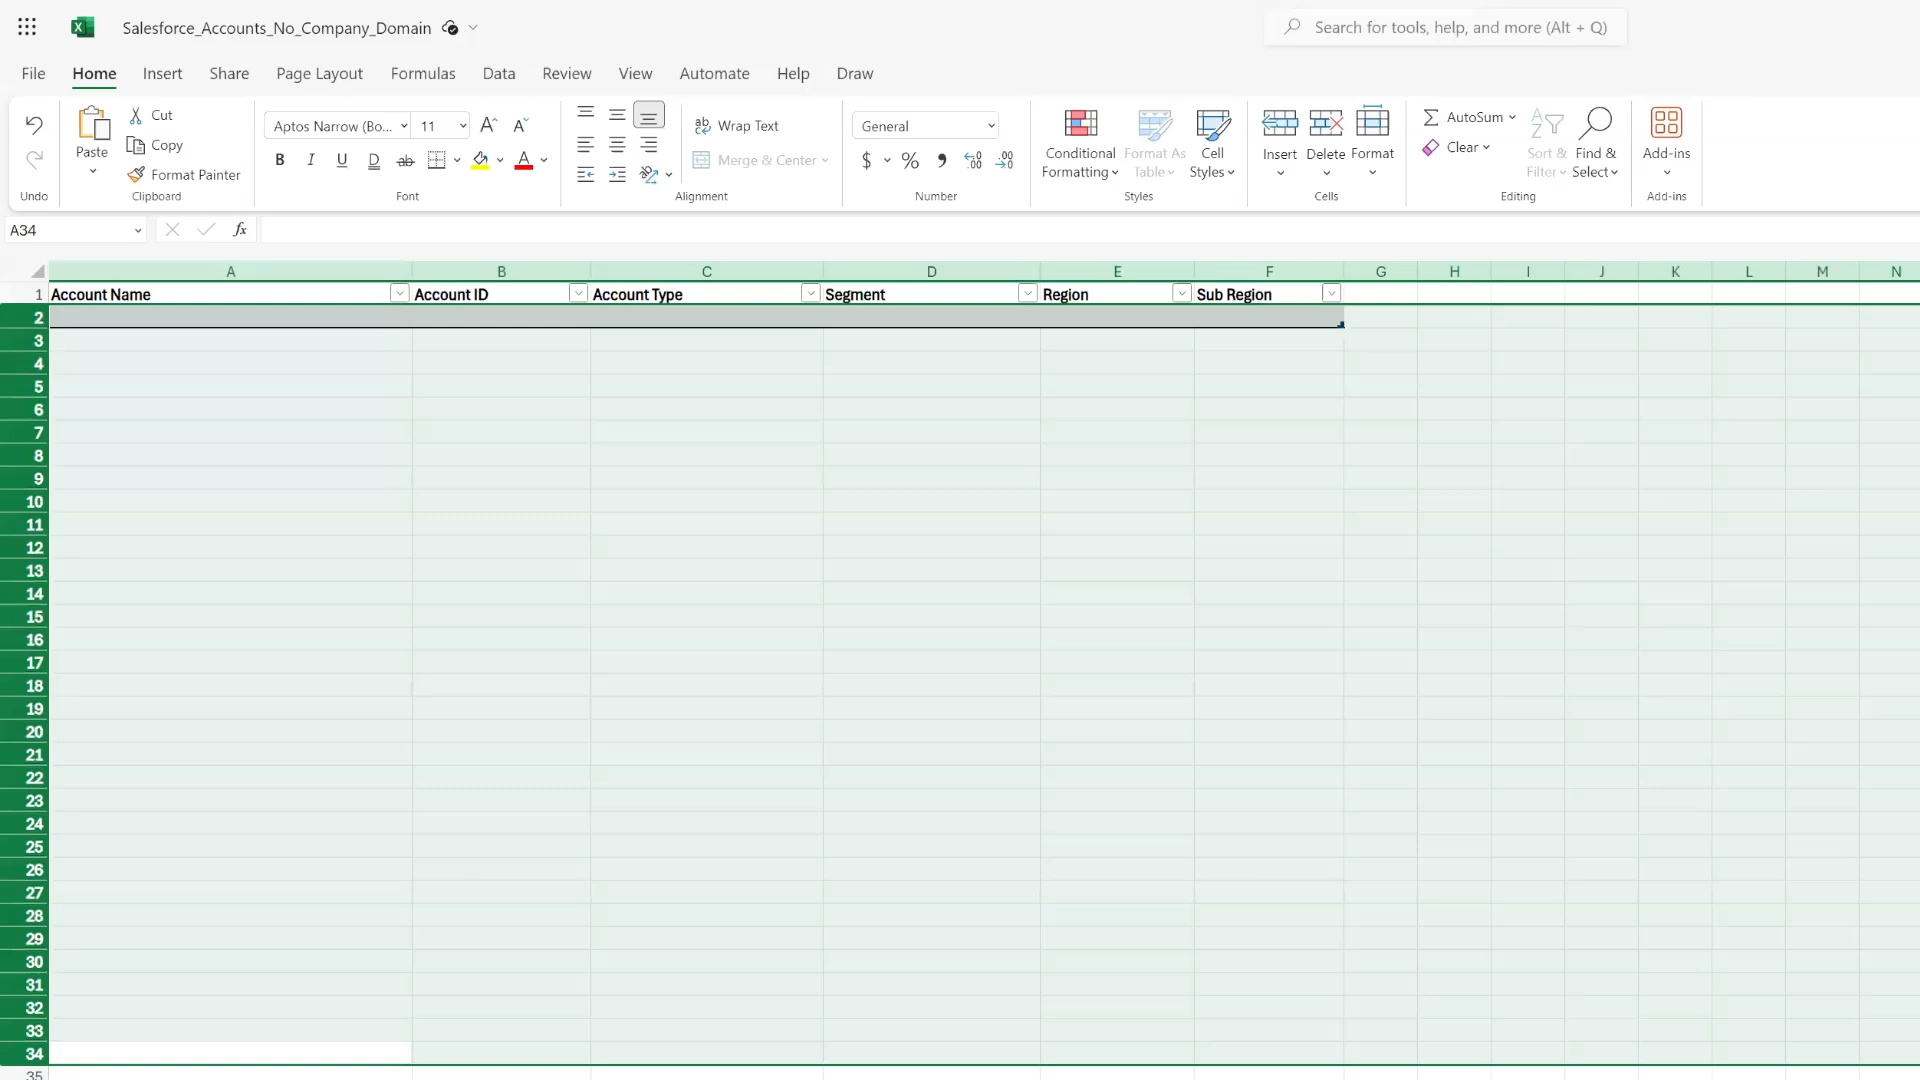 Salesforce_Accounts_No_Company_Domain
Search for tools, help, and more (Alt + Q)
File Home Insert Share Page Layout Formulas Data Review View Automate Help Draw
Undo
Paste
Cut
Copy
Format Painter
Clipboard
Aptos Narrow (Bo... 11
B I U D ab A
Font
Wrap Text
Merge & Center
Alignment
General
$ % 9 .00 .00
Number
Conditional Formatting
Format As Table
Cell Styles
Styles
Insert Delete Format
Cells
AutoSum
Clear
Sort & Filter
Find & Select
Editing
Add-ins
Add-ins
A34 fx
A B C D E F G H I J K L M N
1 Account Name Account ID Account Type Segment Region Sub Region
2
3
4
5
6
7
8
9
10
11
12
13
14
15
16
17
18
19
20
21
22
23
24
25
26
27
28
29
30
31
32
33
34
35